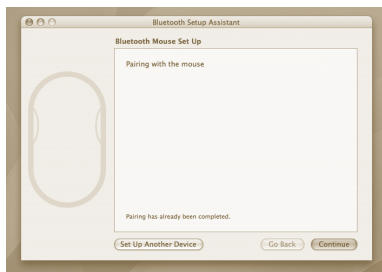 Bluetooth Setup Assistant
Bluetooth Mouse Set Up
Pairing with the mouse
Pairing has already been completed.
Set Up Another Device
Go Back
Continue